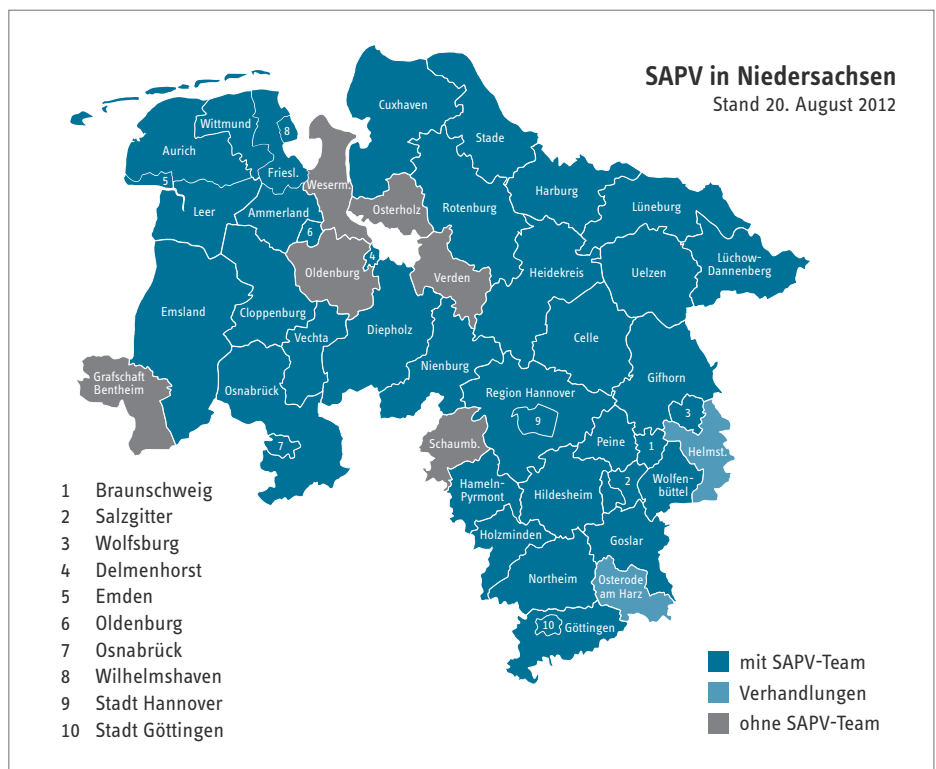 SAPV in Niedersachsen
Stand 20. August 2012
Cuxhaven
Wittmund
8
Stade
Aurich
Friesl.
5
Weserm.
Harburg
Leer
Ammerland
Osterholz
Rotenburg
Lüneburg
6
4
Oldenburg
Verden
Heidekreis
Uelzen
Lüchow-
Dannenberg
Emsland
Cloppenburg
Diepholz
Vechta
Celle
Nienburg
Grafschaft
Bentheim
Osnabrück
Gifhorn
Region Hannover
3
9
7
Schaumb.
Peine
1
Helmst.
Hameln-
Pyrmont
Hildesheim
2
Wolfen-
büttel
Holzminden
Goslar
Northeim
Osterode
am Harz
10
Göttingen
1 Braunschweig
2 Salzgitter
3 Wolfsburg
4 Delmenhorst
5 Emden
6 Oldenburg
7 Osnabrück
8 Wilhelmshaven
9 Stadt Hannover
10 Stadt Göttingen
mit SAPV-Team
Verhandlungen
ohne SAPV-Team